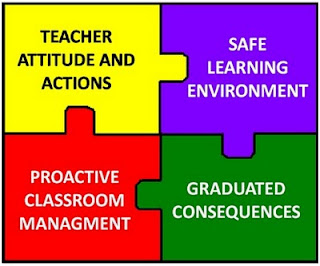 TEACHER
ATTITUDE AND
ACTIONS
SAFE
LEARNING
ENVIRONMENT
PROACTIVE
CLASSROOM
MANAGMENT
GRADUATED
CONSEQUENCES